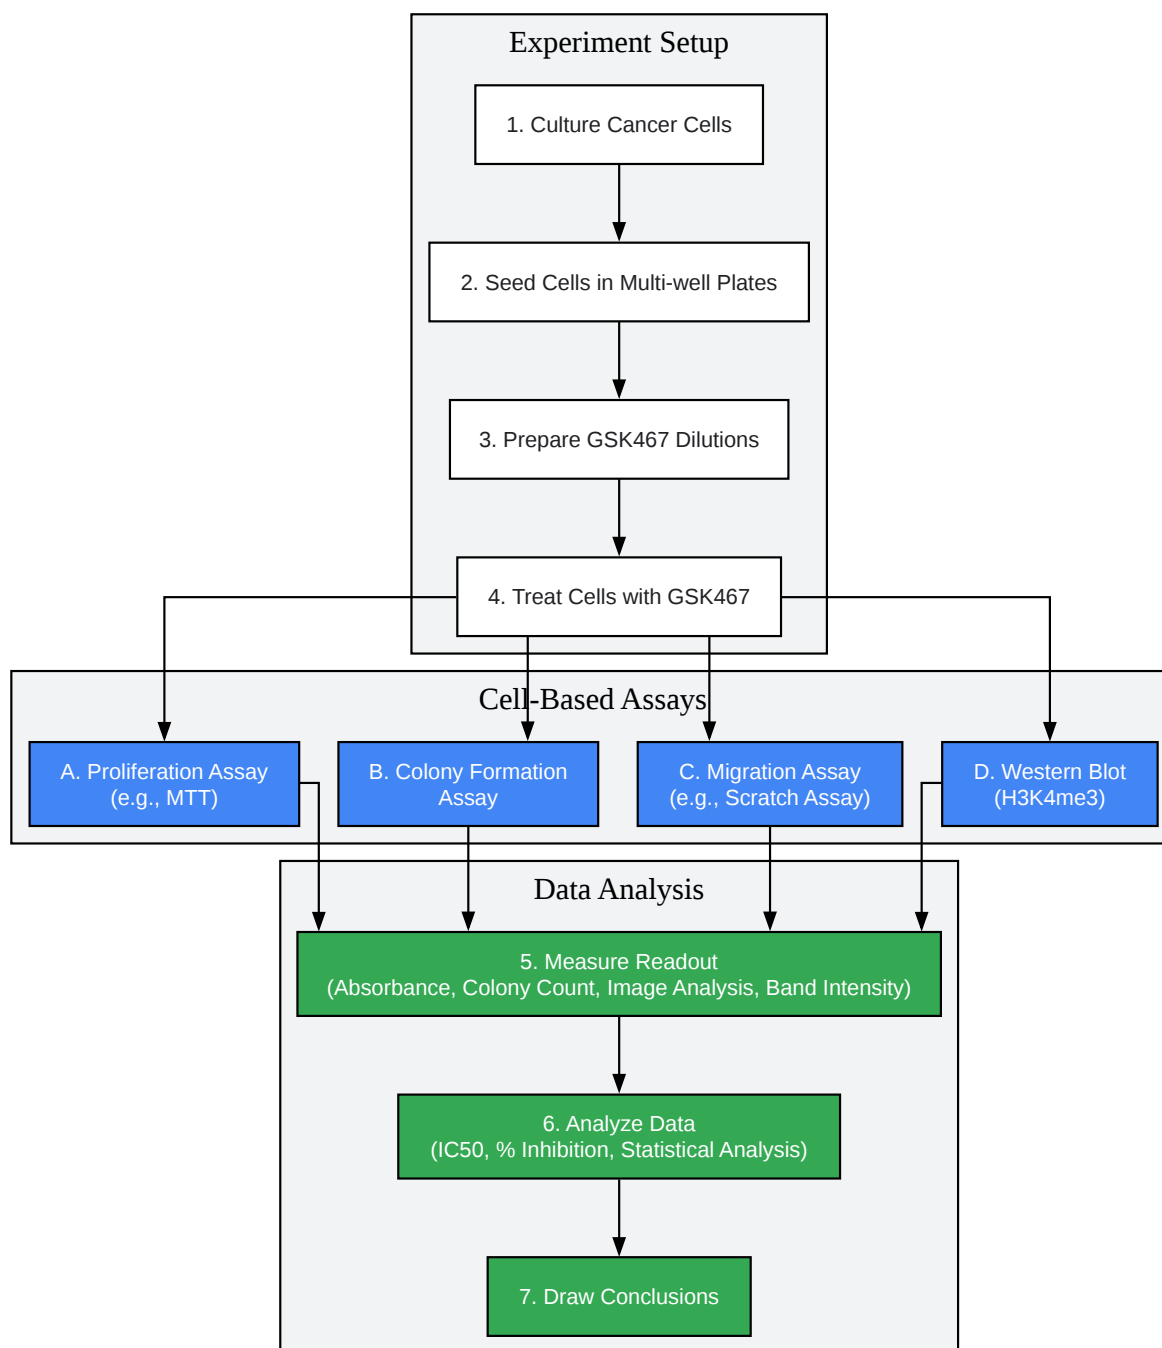 Experiment Setup
1. Culture Cancer Cells
2. Seed Cells in Multi-well Plates
3. Prepare GSK467 Dilutions
4. Treat Cells with GSK467
Cell-Based Assays
A. Proliferation Assay
(e.g., MTT)
B. Colony Formation
Assay
C. Migration Assay
(e.g., Scratch Assay)
D. Western Blot
(H3K4me3)
Data Analysis
5. Measure Readout
(Absorbance, Colony Count, Image Analysis, Band Intensity)
6. Analyze Data
(IC50, % Inhibition, Statistical Analysis)
7. Draw Conclusions